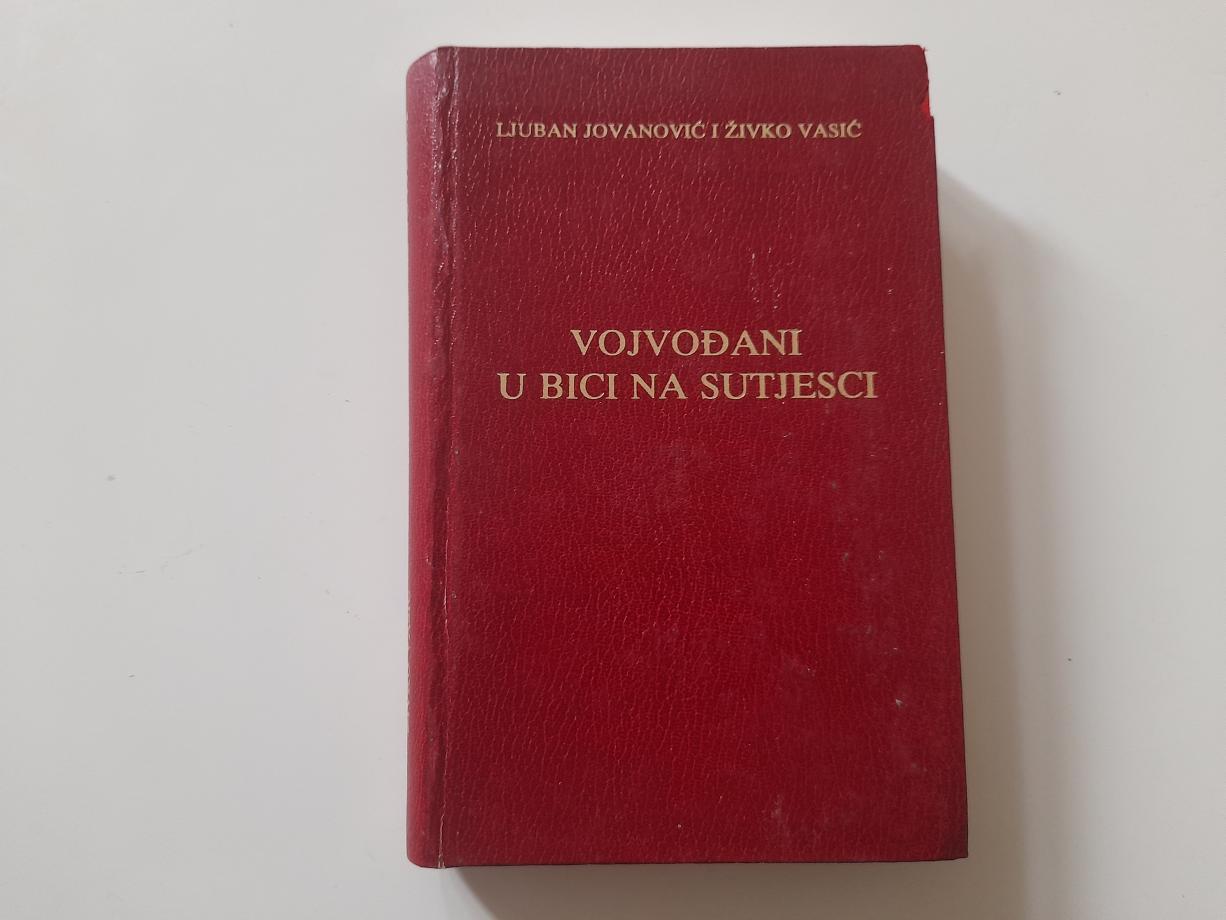 LJUBAN JOVANOVIĆ I ŽIVKO VASIĆ
VOJVOĐANI
U BICI NA SUTJESCI